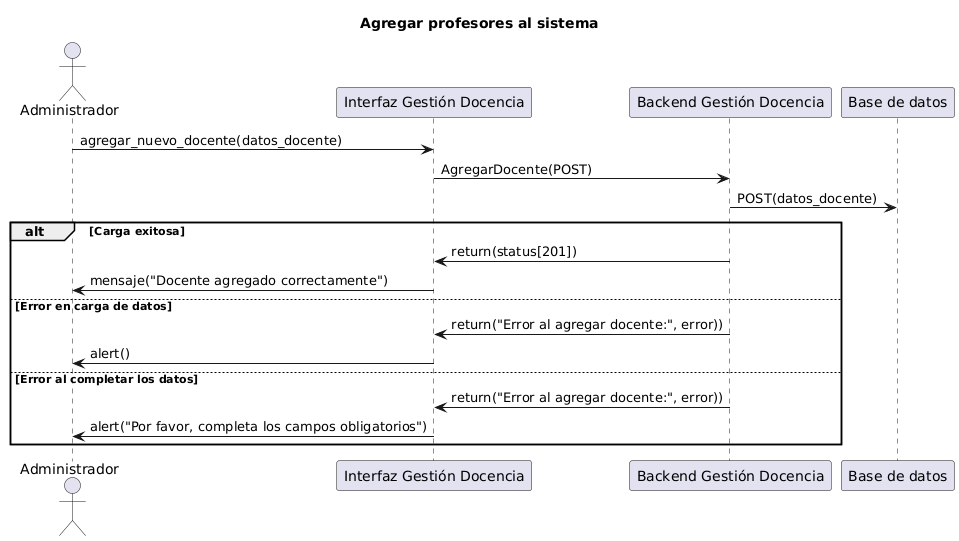 Agregar profesores al sistema
Administrador
Interfaz Gestión Docencia
Backend Gestión Docencia
Base de datos
agregar_nuevo_docente(datos_docente)
AgregarDocente(POST)
POST(datos_docente)
alt
[Carga exitosa]
return(status[201])
mensaje("Docente agregado correctamente")
[Error en carga de datos]
return("Error al agregar docente:", error))
alert()
[Error al completar los datos]
return("Error al agregar docente:", error))
alert("Por favor, completa los campos obligatorios")
Administrador
Interfaz Gestión Docencia
Backend Gestión Docencia
Base de datos